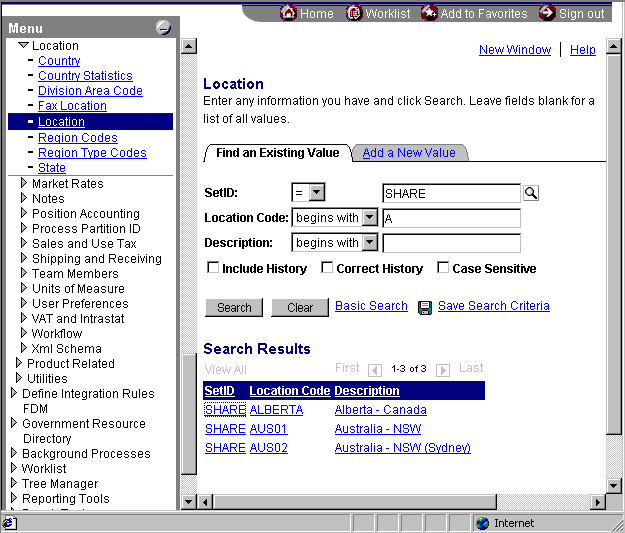 Home Worklist Add to Favorites Sign out
Menu
Location
Country
Country Statistics
Division Area Code
Fax Location
Location
Region Codes
Region Type Codes
State
Market Rates
Notes
Position Accounting
Process Partition ID
Sales and Use Tax
Shipping and Receiving
Team Members
Units of Measure
User Preferences
VAT and Intrastat
Workflow
Xml Schema
Product Related
Utilities
Define Integration Rules
FDM
Government Resource
Directory
Background Processes
Worklist
Tree Manager
Reporting Tools
New Window | Help
Location
Enter any information you have and click Search. Leave fields blank for a
list of all values.
Find an Existing Value Add a New Value
SetID: = SHARE
Location Code: begins with A
Description: begins with
Include History Correct History Case Sensitive
Search Clear Basic Search Save Search Criteria
Search Results
View All First 1-3 of 3 Last
SetID Location Code Description
SHARE ALBERTA Alberta - Canada
SHARE AUS01 Australia - NSW
SHARE AUS02 Australia - NSW (Sydney)
Internet